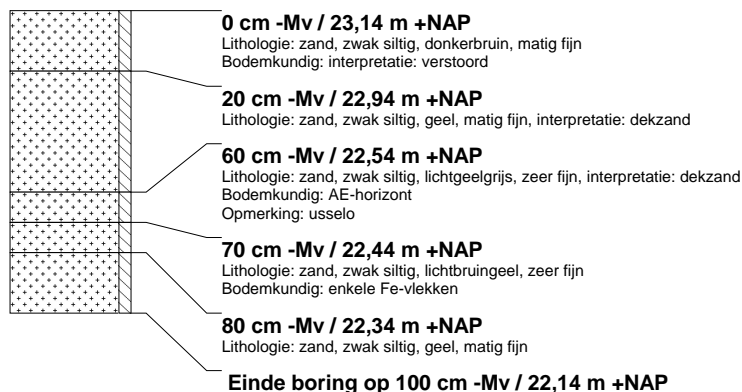 0 cm -Mv / 23,14 m +NAP
Lithologie: zand, zwak siltig, donkerbruin, matig fijn
Bodemkundig: interpretatie: verstoord
20 cm -Mv / 22,94 m +NAP
Lithologie: zand, zwak siltig, geel, matig fijn, interpretatie: dekzand
60 cm -Mv / 22,54 m +NAP
Lithologie: zand, zwak siltig, lichtgeelgrijs, zeer fijn, interpretatie: dekzand
Bodemkundig: AE-horizont
Opmerking: usselo
70 cm -Mv / 22,44 m +NAP
Lithologie: zand, zwak siltig, lichtbruingeel, zeer fijn
Bodemkundig: enkele Fe-vlekken
80 cm -Mv / 22,34 m +NAP
Lithologie: zand, zwak siltig, geel, matig fijn
Einde boring op 100 cm -Mv / 22,14 m +NAP